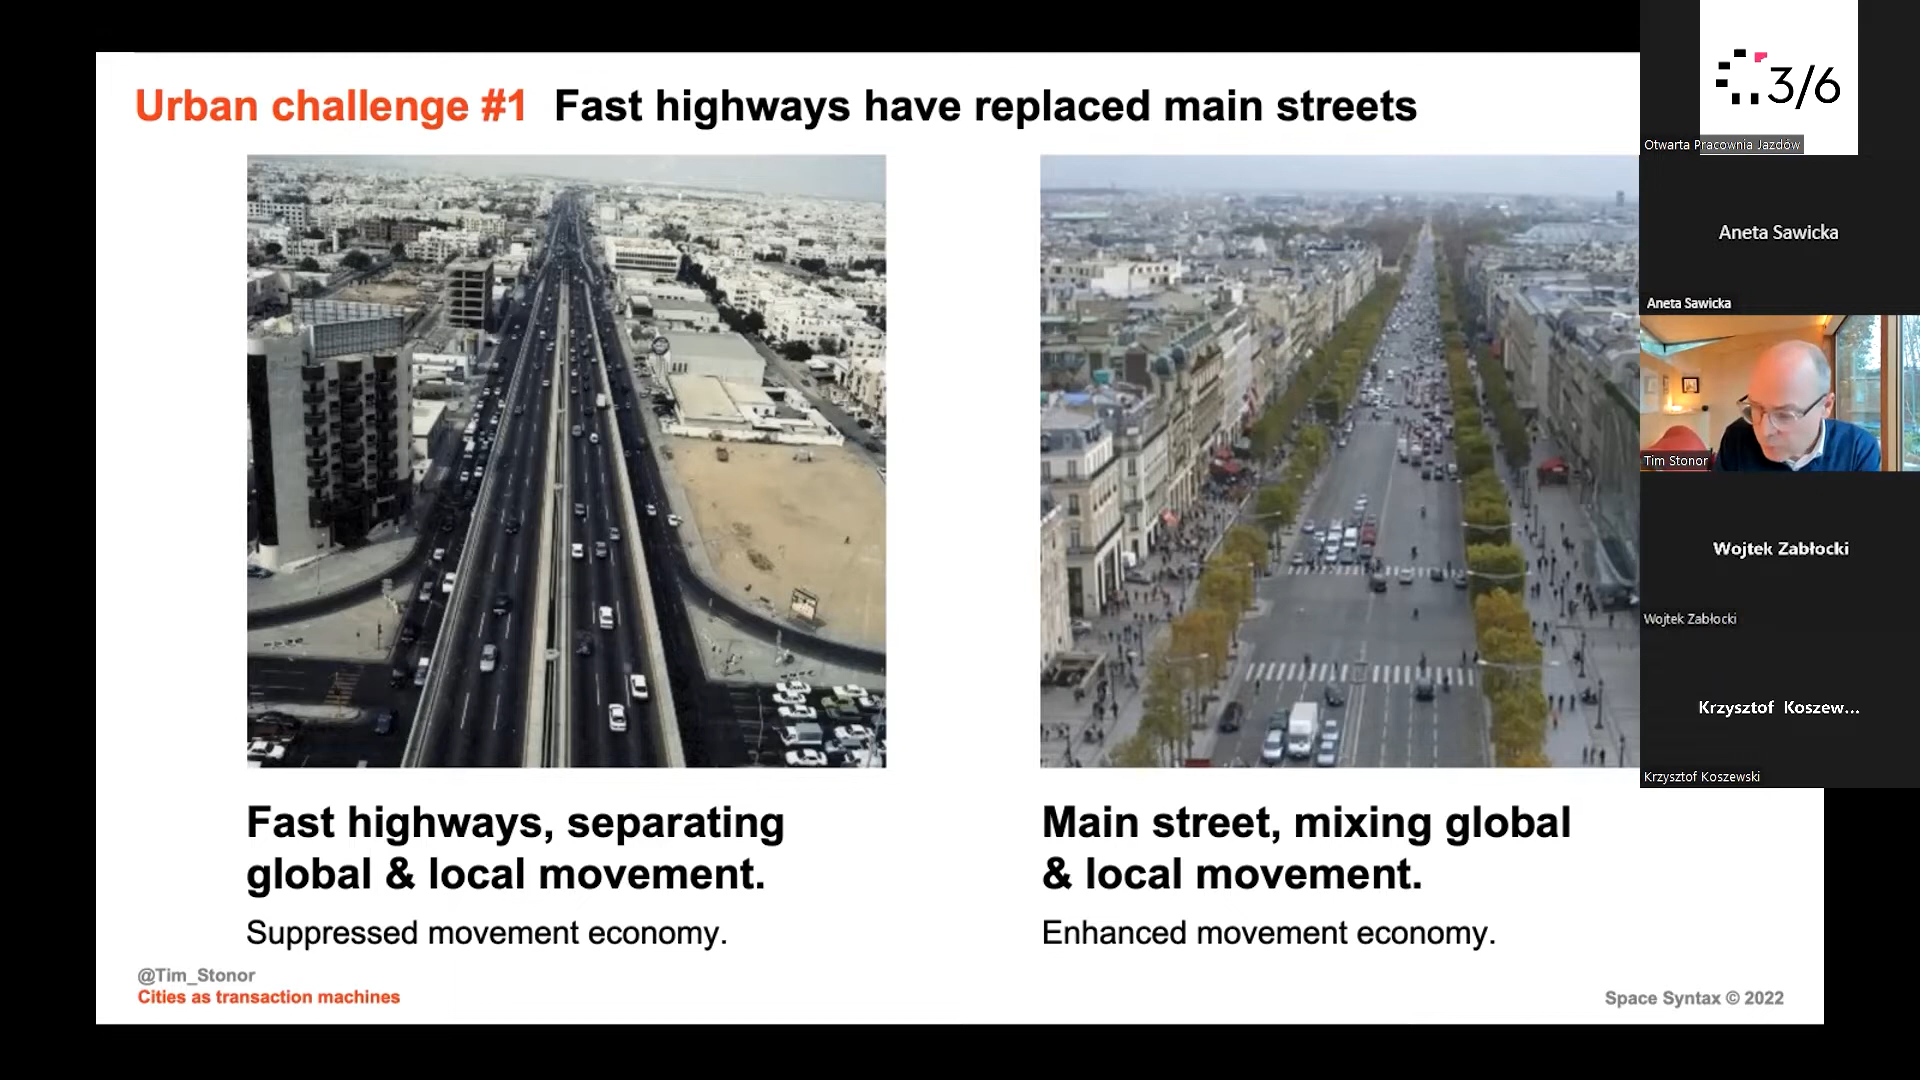 Urban challenge #1 Fast highways have replaced main streets
Fast highways, separating
global & local movement.
Suppressed movement economy.
Main street, mixing global
& local movement.
Enhanced movement economy.
@Tim_Stonor
Cities as transaction machines
Space Syntax © 2022
3/6
Otwarta Pracownia Jazdów
Aneta Sawicka
Aneta Sawicka
Tim Stonor
Wojtek Zabłocki
Wojtek Zabłocki
Krzysztof Koszew...
Krzysztof Koszewski